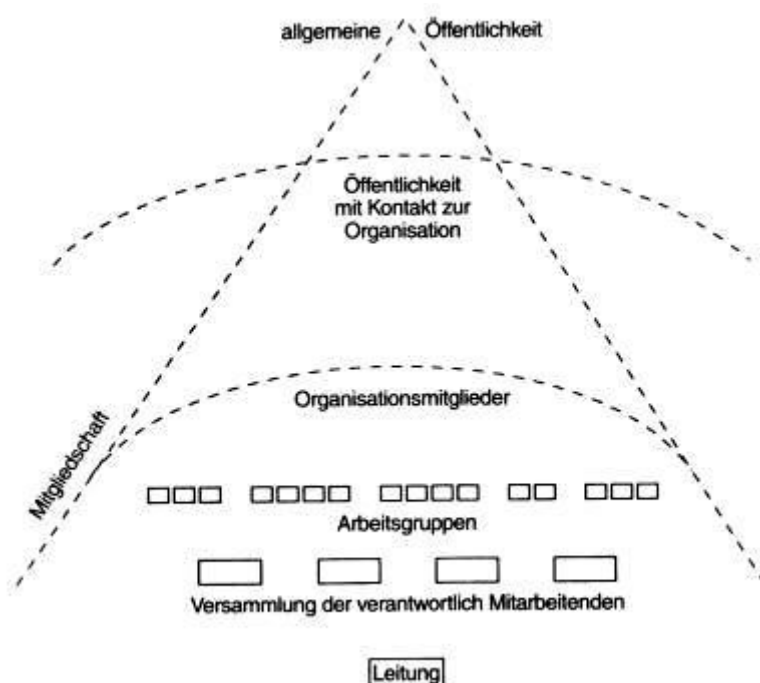 allgemeine Öffentlichkeit
Öffentlichkeit
mit Kontakt zur
Organisation
Organisationsmitglieder
Mitgliedschaft
Arbeitsgruppen
Versammlung der verantwortlich Mitarbeitenden
Leitung